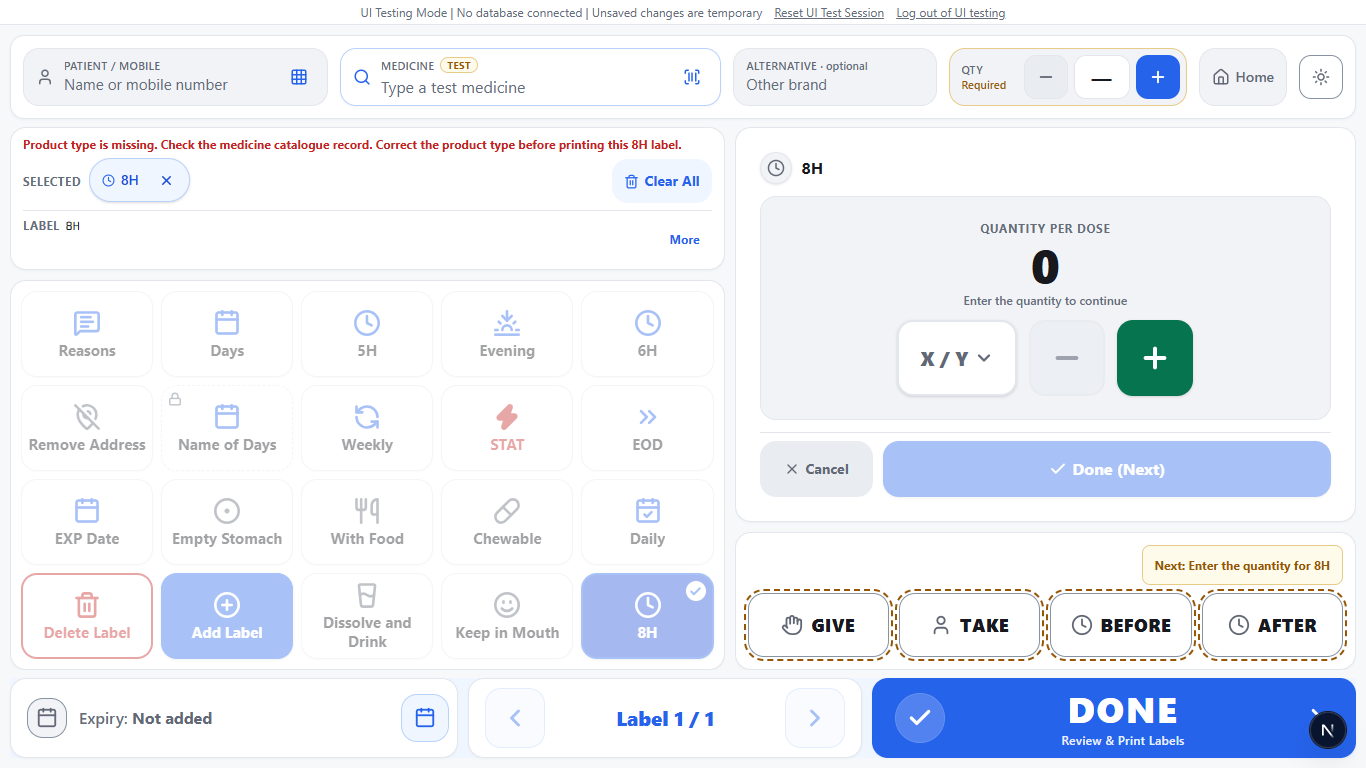 UI Testing Mode | No database connected | Unsaved changes are temporary Reset UI Test Session Log out of UI testing
PATIENT / MOBILE
Name or mobile number
MEDICINE TEST
Type a test medicine
ALTERNATIVE · optional
Other brand
QTY
Required
— — +
Home
Product type is missing. Check the medicine catalogue record. Correct the product type before printing this 8H label.
SELECTED 8H × Clear All
LABEL 8H
More
Reasons Days 5H Evening 6H
Remove Address Name of Days Weekly STAT EOD
EXP Date Empty Stomach With Food Chewable Daily
Delete Label Add Label Dissolve and Drink Keep in Mouth 8H
8H
QUANTITY PER DOSE
0
Enter the quantity to continue
X / Y — +
× Cancel Done (Next)
Next: Enter the quantity for 8H
GIVE TAKE BEFORE AFTER
Expiry: Not added
Label 1 / 1
DONE
Review & Print Labels
N